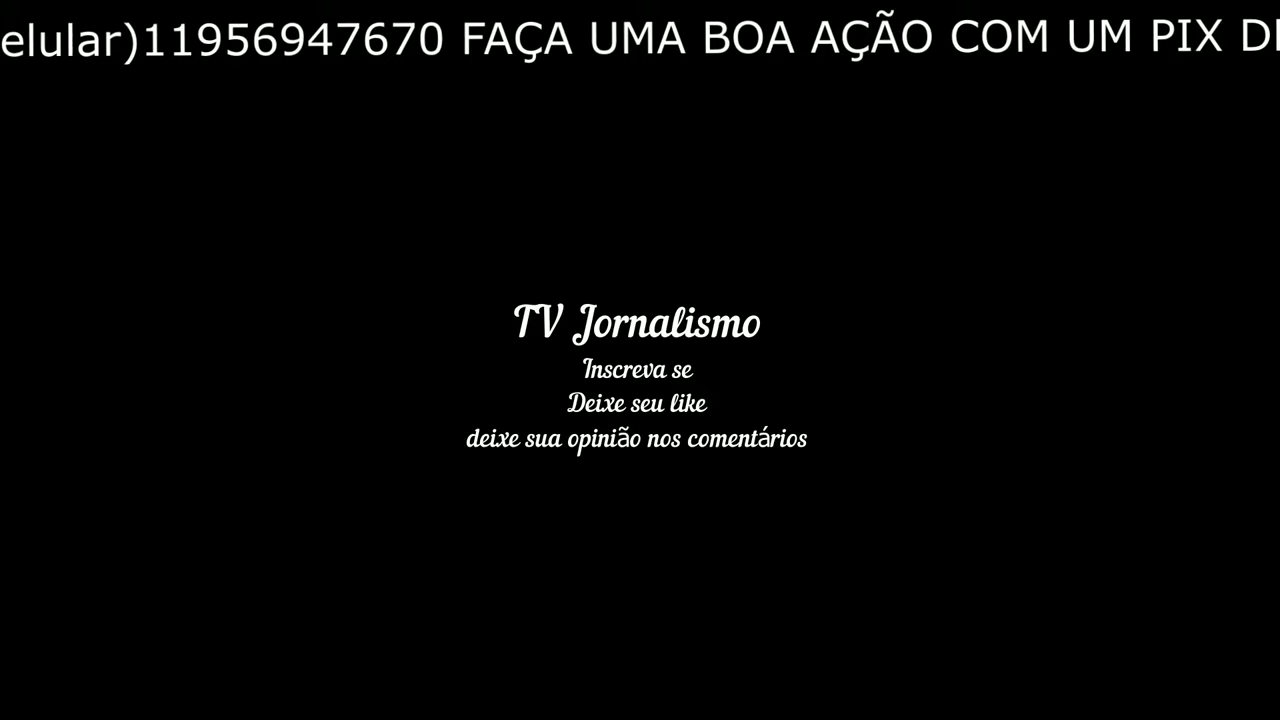 elular)11956947670 FAÇA UMA BOA AÇÃO COM UM PIX
TV Jornalismo
Inscreva se
Deixe seu like
deixe sua opinião nos comentários